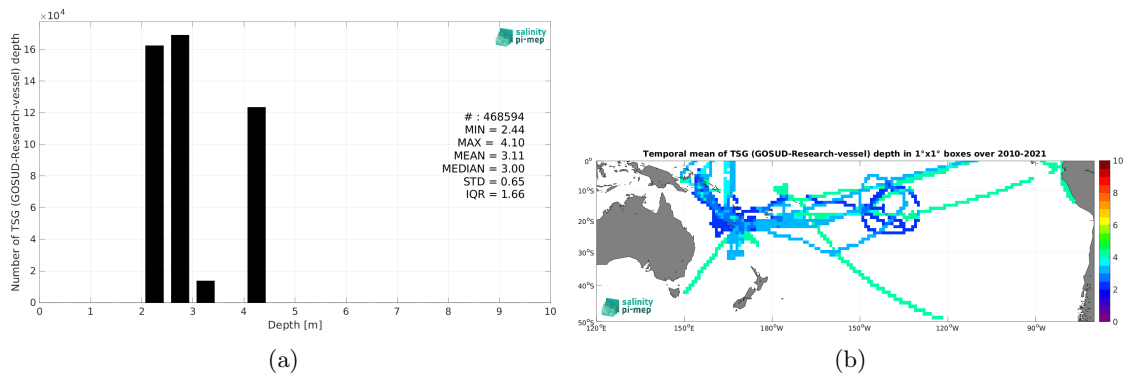 ×10⁴
16
14
12
10
8
6
4
2
0
Number of TSG (GOSUD-Research-vessel) depth
salinity
pi-mep
# : 468594
MIN = 2.44
MAX = 4.10
MEAN = 3.11
MEDIAN = 3.00
STD = 0.65
IQR = 1.66
0 1 2 3 4 5 6 7 8 9 10
Depth [m]
(a)
Temporal mean of TSG (GOSUD-Research-vessel) depth in 1°x1° boxes over 2010-2021
0°
10°S
20°S
30°S
40°S
50°S
salinity
pi-mep
120°E 150°E 180°W 150°W 120°W 90°W
10
8
6
4
2
0
(b)